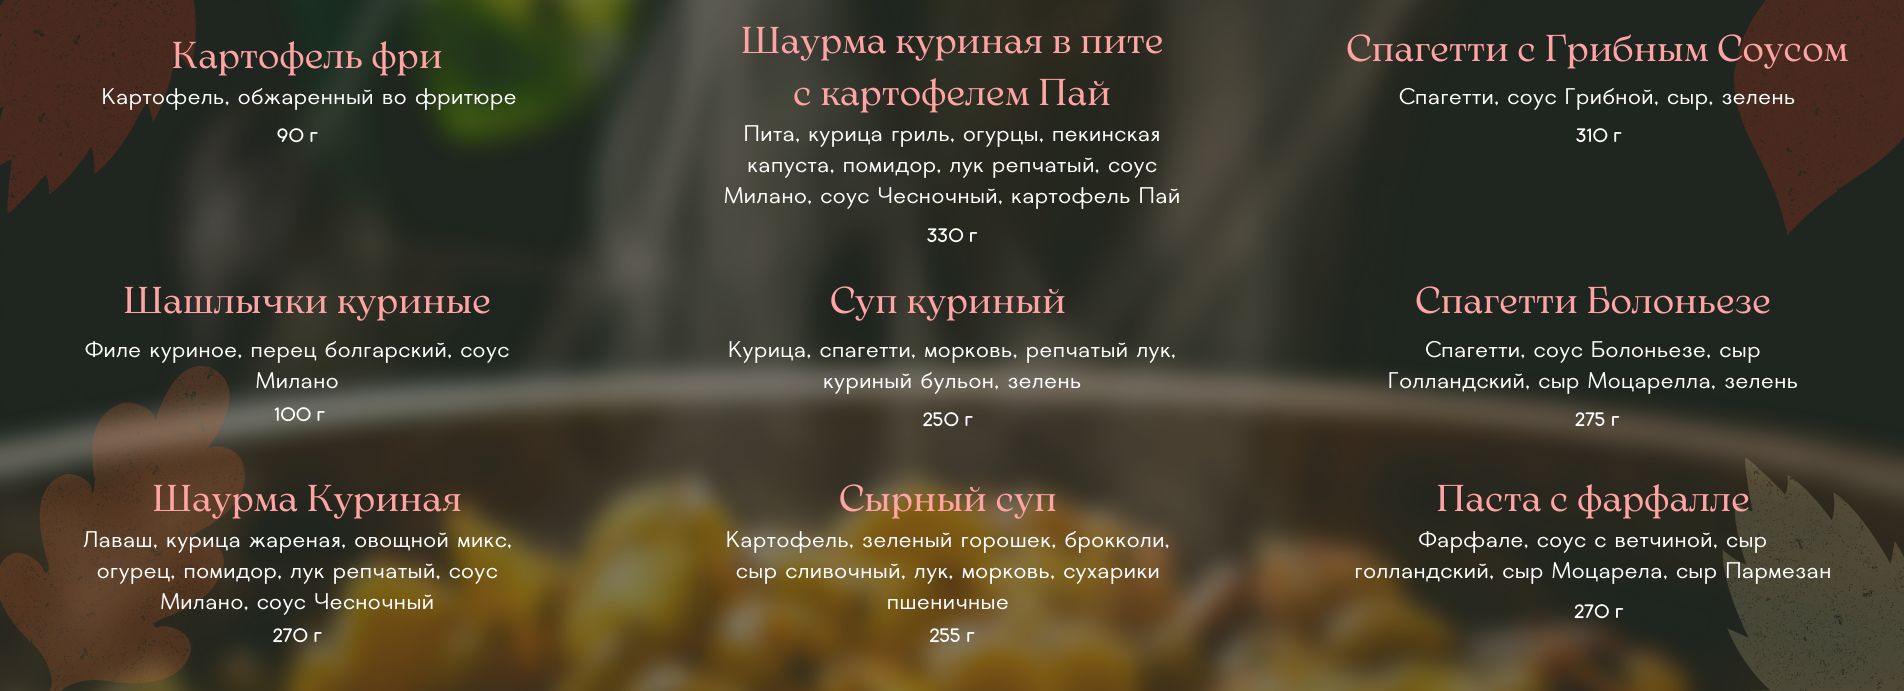 Картофель фри
Картофель, обжаренный во фритюре
90 г
Шаурма куриная в пите
с картофелем Пай
Пита, курица гриль, огурцы, пекинская
капуста, помидор, лук репчатый, соус
Милано, соус Чесночный, картофель Пай
330 г
Спагетти с Грибным Соусом
Спагетти, соус Грибной, сыр, зелень
310 г
Шашлычки куриные
Филе куриное, перец болгарский, соус
Милано
100 г
Суп куриный
Курица, спагетти, морковь, репчатый лук,
куриный бульон, зелень
250 г
Спагетти Болоньезе
Спагетти, соус Болоньезе, сыр
Голландский, сыр Моцарелла, зелень
275 г
Шаурма Куриная
Лаваш, курица жареная, овощной микс,
огурец, помидор, лук репчатый, соус
Милано, соус Чесночный
270 г
Сырный суп
Картофель, зеленый горошек, брокколи,
сыр сливочный, лук, морковь, сухарики
пшеничные
255 г
Паста с фарфалле
Фарфале, соус с ветчиной, сыр
голландский, сыр Моцарела, сыр Пармезан
270 г